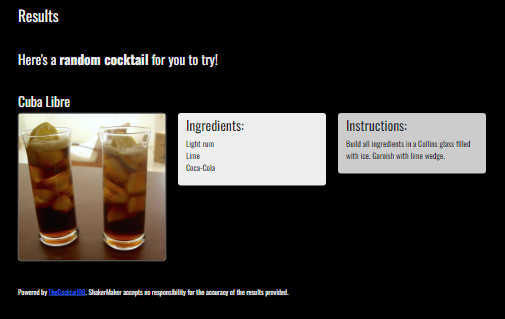 Results
Here's a random cocktail for you to try!
Cuba Libre
Ingredients:
Light rum
Lime
Coca-Cola
Instructions:
Build all ingredients in a Collins glass filled
with ice. Garnish with lime wedge.
Powered by TheCocktailDB. ShakerMaker accepts no responsibility for the accuracy of the results provided.